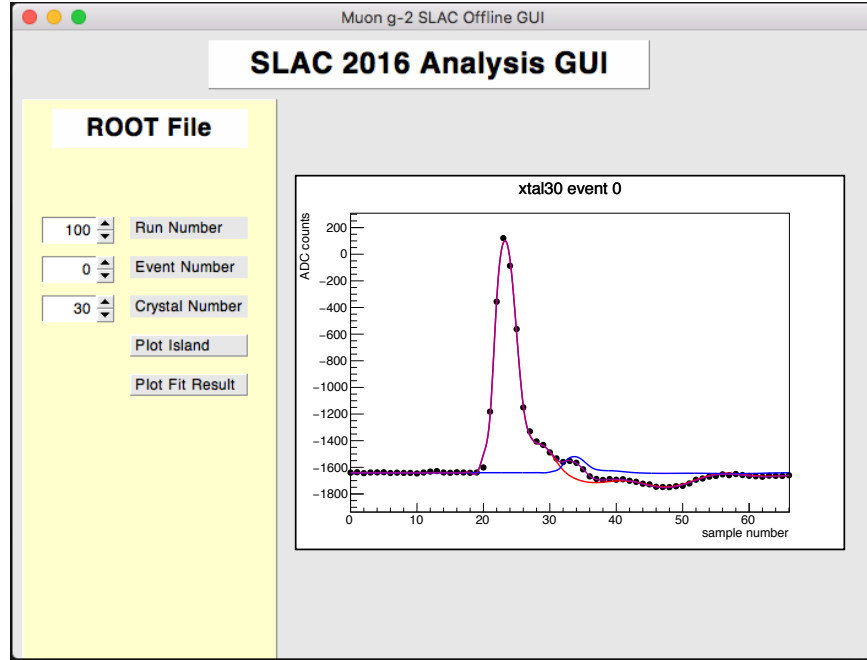 Muon g-2 SLAC Offline GUI
SLAC 2016 Analysis GUI
ROOT File
100 Run Number
0 Event Number
30 Crystal Number
Plot Island
Plot Fit Result
xtal30 event 0
ADC counts
200
0
−200
−400
−600
−800
−1000
−1200
−1400
−1600
−1800
0 10 20 30 40 50 60
sample number